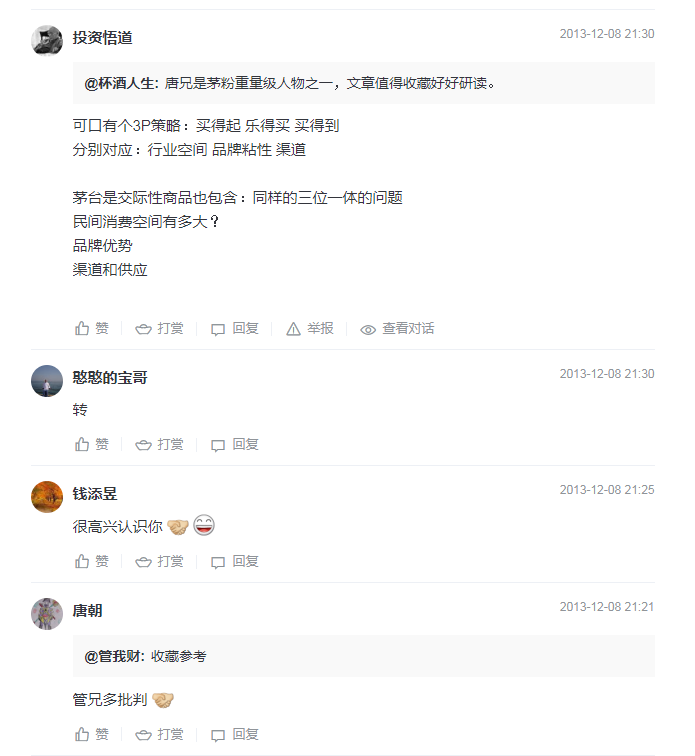 投资悟道 2013-12-08 21:30
@杯酒人生: 唐兄是茅粉重量级人物之一，文章值得收藏好好研读。
可口有个3P策略：买得起 乐得买 买得到
分别对应：行业空间 品牌粘性 渠道
茅台是交际性商品也包含：同样的三位一体的问题
民间消费空间有多大？
品牌优势
渠道和供应
赞 打赏 回复 举报 查看对话
憨憨的宝哥 2013-12-08 21:30
转
赞 打赏 回复
钱添昱 2013-12-08 21:25
很高兴认识你
赞 打赏 回复
唐朝 2013-12-08 21:21
@管我财: 收藏参考
管兄多批判
赞 打赏 回复